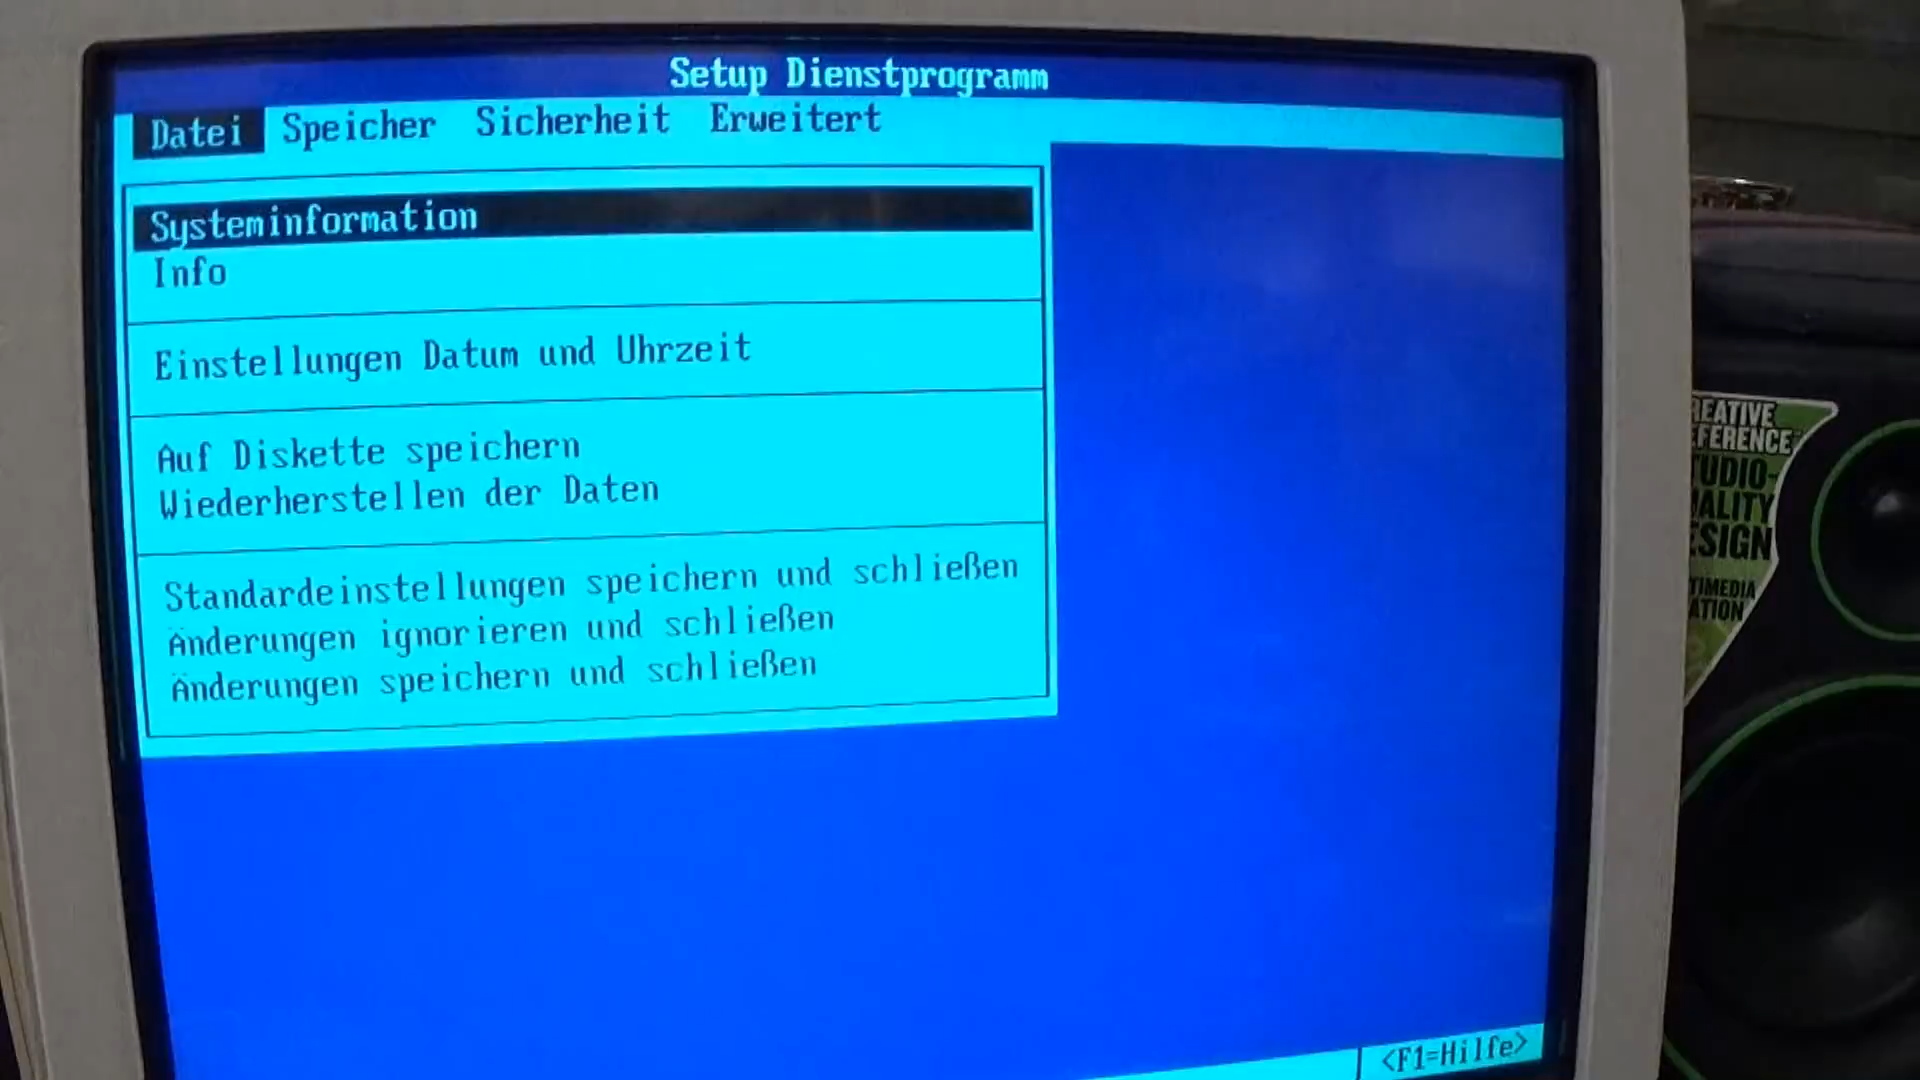 Setup Dienstprogramm
Datei Speicher Sicherheit Erweitert
Systeminformation
Info
Einstellungen Datum und Uhrzeit
Auf Diskette speichern
Wiederherstellen der Daten
Standardeinstellungen speichern und schließen
Änderungen ignorieren und schließen
Änderungen speichern und schließen
<F1=Hilfe>